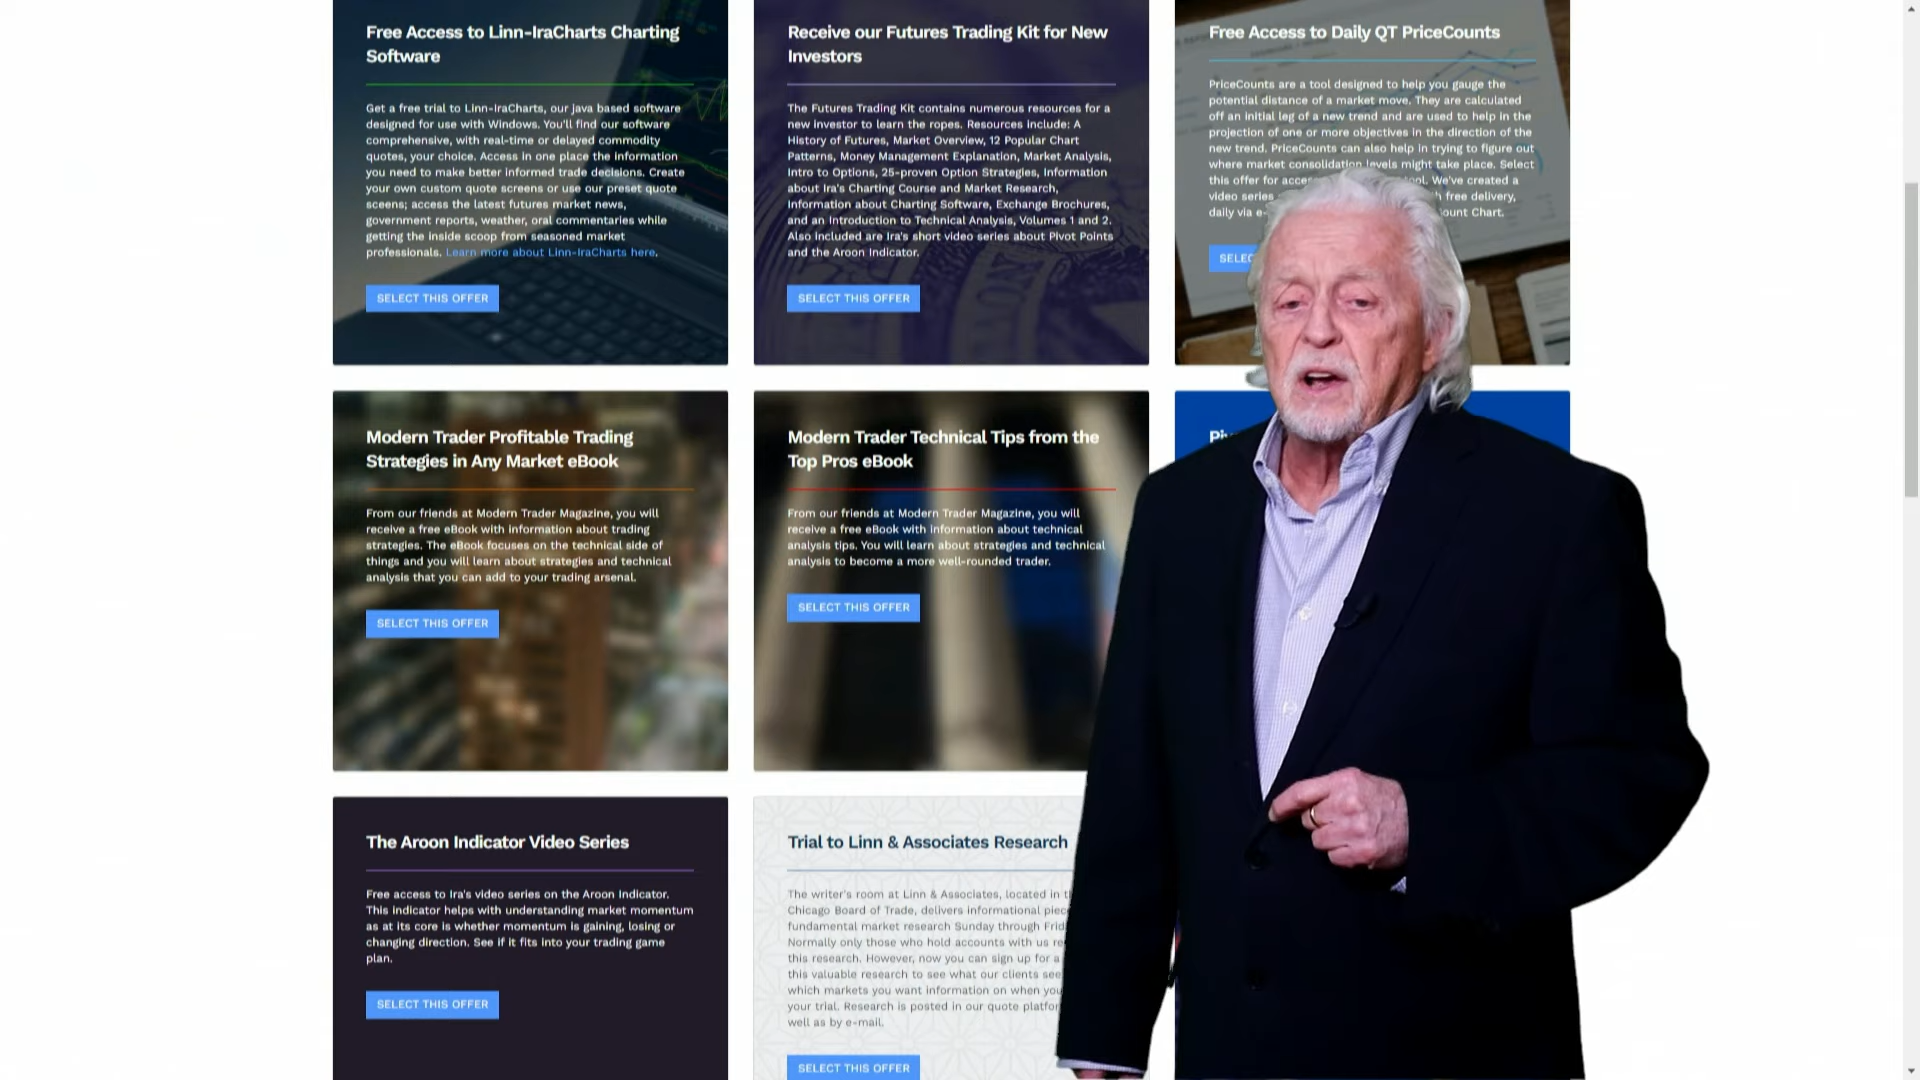 Free Access to Linn-IraCharts Charting
Software
Get a free trial to Linn-IraCharts, our java based software
designed for use with Windows. You'll find our software
comprehensive, with real-time or delayed commodity
quotes, your choice. Access in one place the information
you need to make better informed trade decisions. Create
your own custom quote screens or use our preset quote
sceens; access the latest futures market news,
government reports, weather, oral commentaries while
getting the inside scoop from seasoned market
professionals. Learn more about Linn-IraCharts here.
SELECT THIS OFFER
Receive our Futures Trading Kit for New
Investors
The Futures Trading Kit contains numerous resources for a
new investor to learn the ropes. Resources include: A
History of Futures, Market Overview, 12 Popular Chart
Patterns, Money Management Explanation, Market Analysis,
Intro to Options, 25-proven Option Strategies, Information
about Ira's Charting Course and Market Research,
Information about Charting Software, Exchange Brochures,
and an Introduction to Technical Analysis, Volumes 1 and 2.
Also included are Ira's short video series about Pivot Points
and the Aroon Indicator.
SELECT THIS OFFER
Free Access to Daily QT PriceCounts
PriceCounts are a tool designed to help you gauge the
potential distance of a market move. They are calculated
off an initial leg of a new trend and are used to help in the
projection of one or more objectives in the direction of the
new trend. PriceCounts can also help in trying to figure out
where market consolidation levels might take place. Select
this offer for We've created a
video series free delivery,
daily via Chart.
Modern Trader Profitable Trading
Strategies in Any Market eBook
From our friends at Modern Trader Magazine, you will
receive a free eBook with information about trading
strategies. The eBook focuses on the technical side of
things and you will learn about strategies and technical
analysis that you can add to your trading arsenal.
SELECT THIS OFFER
Modern Trader Technical Tips from the
Top Pros eBook
From our friends at Modern Trader Magazine, you will
receive a free eBook with information about technical
analysis tips. You will learn about strategies and technical
analysis to become a more well-rounded trader.
SELECT THIS OFFER
The Aroon Indicator Video Series
Free access to Ira's video series on the Aroon Indicator.
This indicator helps with understanding market momentum
as at its core is whether momentum is gaining, losing or
changing direction. See if it fits into your trading game
plan.
SELECT THIS OFFER
Trial to Linn & Associates Research
The writer's room at Linn & Associates, located in
Chicago Board of Trade, delivers informational
fundamental market research Sunday through
Normally only those who hold accounts with us
this research. However, now you can sign up for a
this valuable research to see what our clients
which markets you want information on when
your trial. Research is posted in our quote
well as by e-mail.
SELECT THIS OFFER